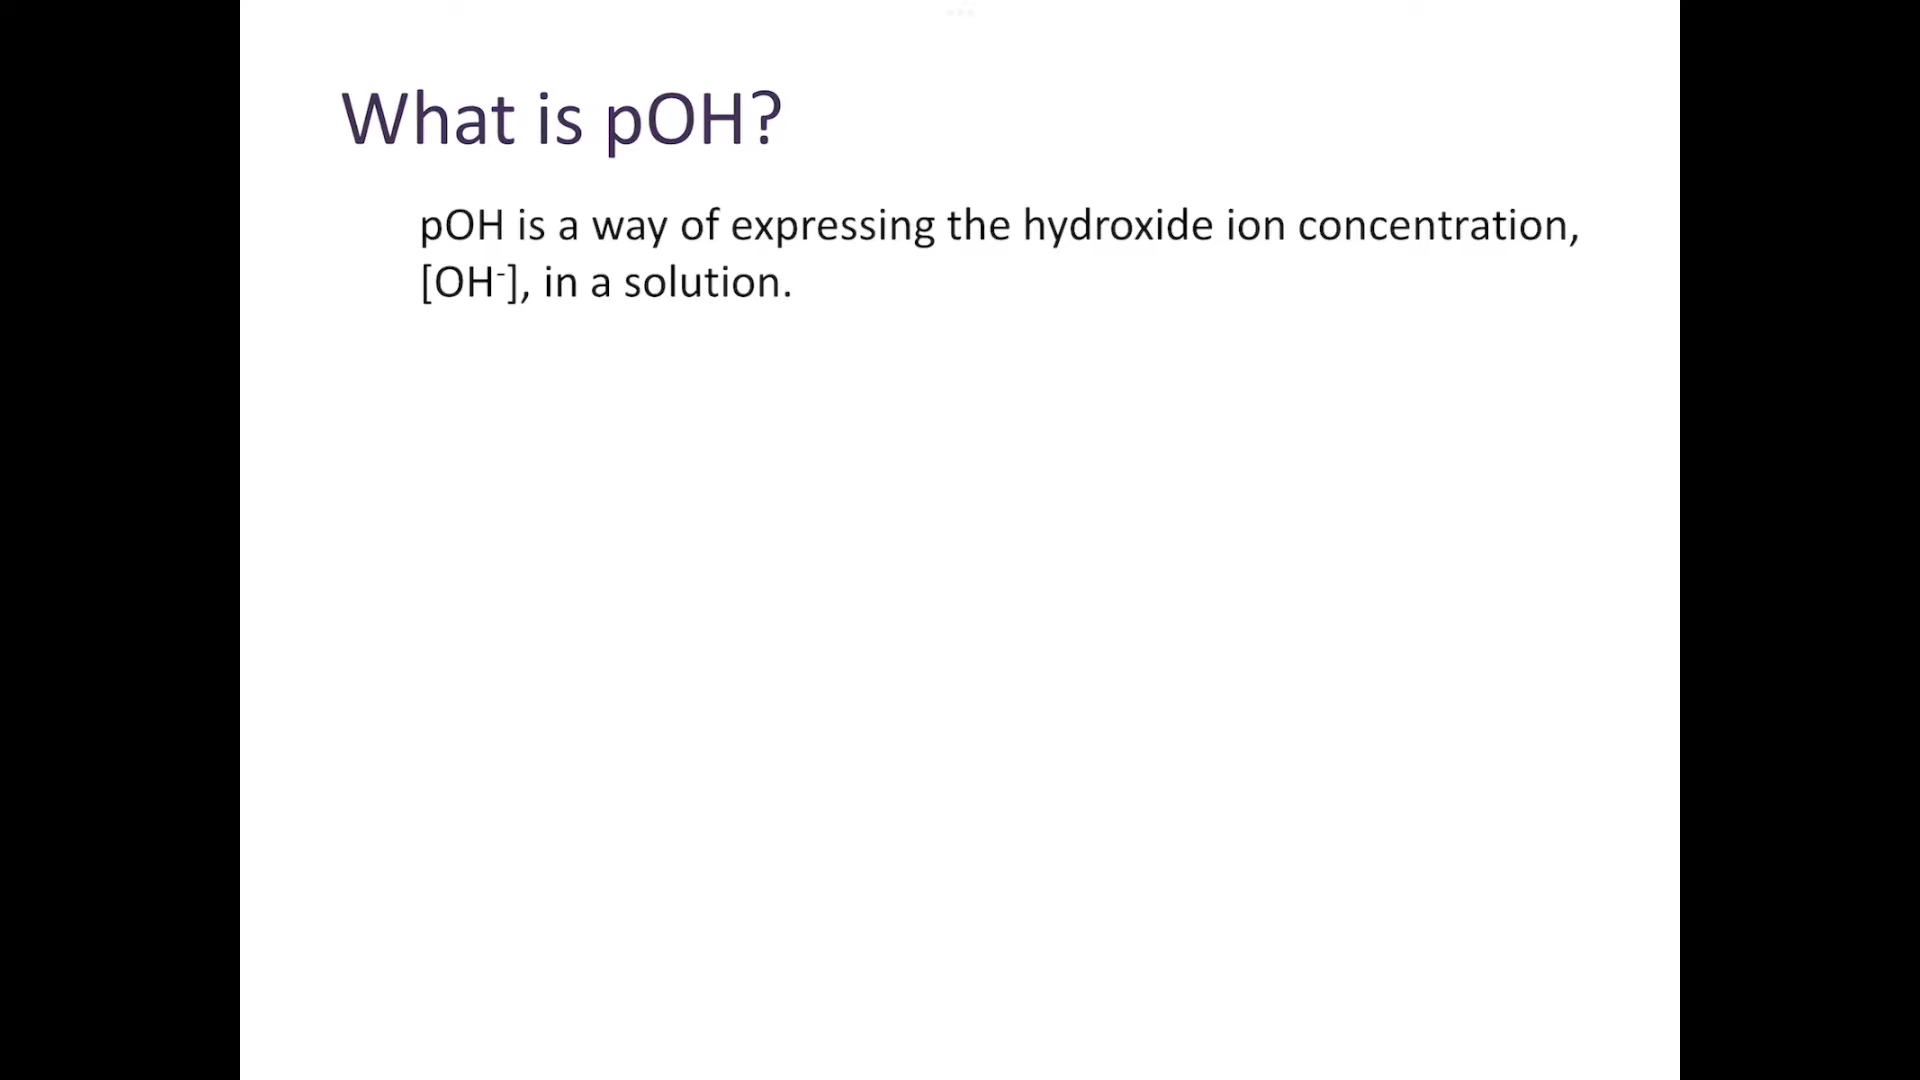 What is pOH?
pOH is a way of expressing the hydroxide ion concentration,
[OH⁻], in a solution.